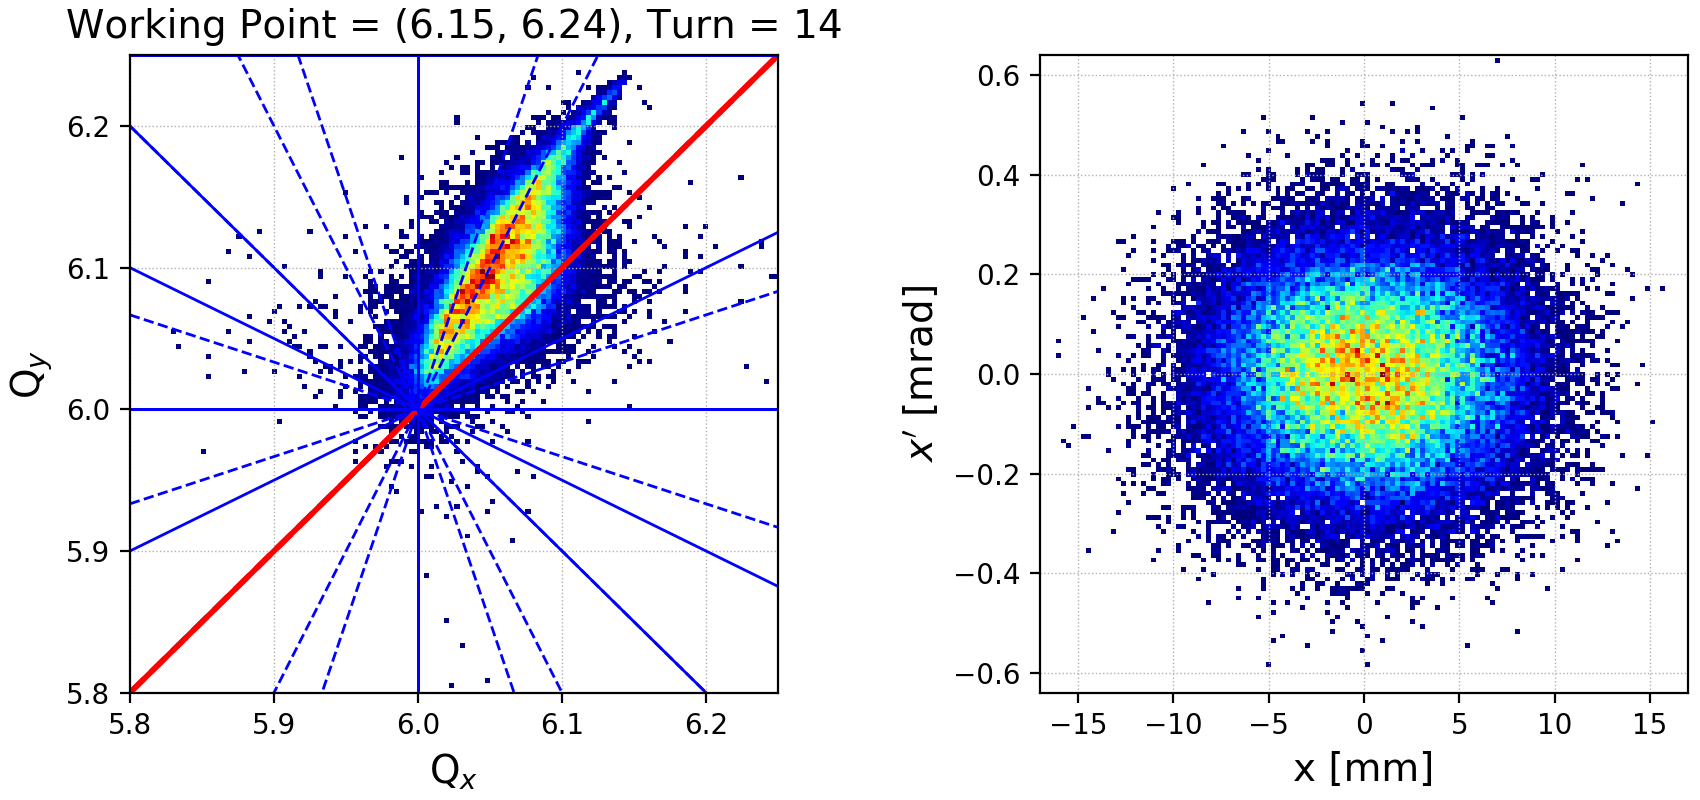 Working Point = (6.15, 6.24), Turn = 14
6.2
6.1
6.0
5.9
5.8
Q_y
5.8 5.9 6.0 6.1 6.2
Q_x
0.6
0.4
0.2
0.0
−0.2
−0.4
−0.6
x′ [mrad]
−15 −10 −5 0 5 10 15
x [mm]